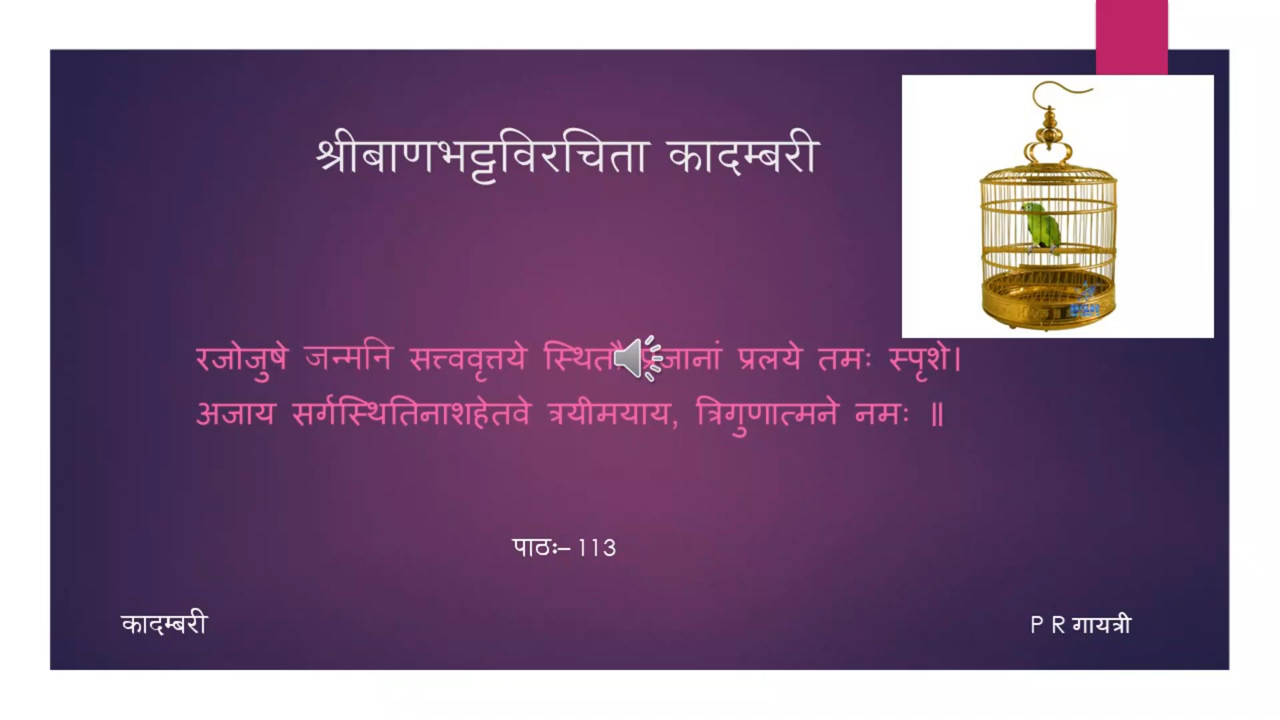 श्रीबाणभट्टविरचिता कादम्बरी
रजोजुषे जन्मनि सत्त्ववृत्तये स्थितौ प्रजानां प्रलये तमः स्पृशे।
अजाय सर्गस्थितिनाशहेतवे त्रयीमयाय, त्रिगुणात्मने नमः ॥
पाठः– 113
कादम्बरी
P R गायत्री